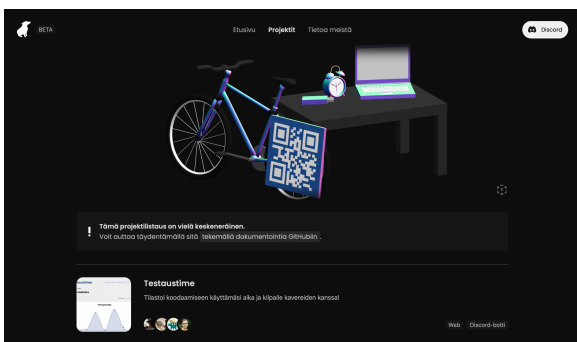 BETA
Etusivu Projektit Tietoa meistä
Discord
Tämä projektilistaus on vielä keskeneräinen.
Voit auttaa täydentämällä sitä tekemällä dokumentointia GitHubiin .
Testaustime
Tilastoi koodaamiseen käyttämäsi aika ja kilpaile kavereiden kanssa!
Web Discord-botti